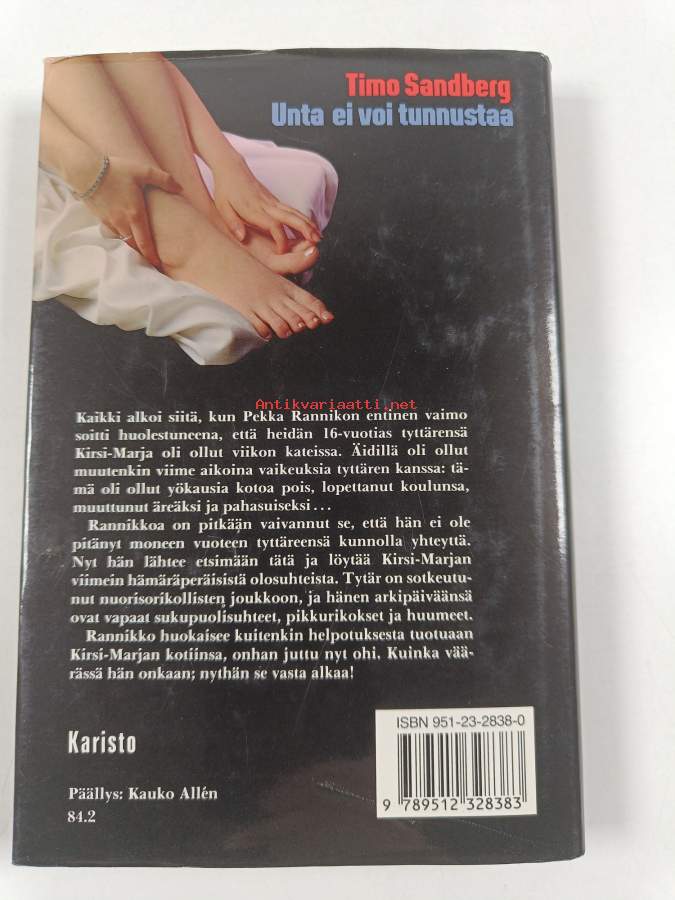 Timo Sandberg
Unta ei voi tunnustaa
Antikvariaatti.net
Kaikki alkoi siitä, kun Pekka Rannikon entinen vaimo
soitti huolestuneena, että heidän 16-vuotias tyttärensä
Kirsi-Marja oli ollut viikon kateissa. Äidillä oli ollut
muutenkin viime aikoina vaikeuksia tyttären kanssa: tä-
mä oli ollut yökausia kotoa pois, lopettanut koulunsa,
muuttunut äreäksi ja pahasuiseksi...
Rannikkoa on pitkään vaivannut se, että hän ei ole
pitänyt moneen vuoteen tyttäreensä kunnolla yhteyttä.
Nyt hän lähtee etsimään tätä ja löytää Kirsi-Marjan
viimein hämäräperäisistä olosuhteista. Tytär on sotkeutu-
nut nuorisorikollisten joukkoon, ja hänen arkipäiväänsä
ovat vapaat sukupuolisuhteet, pikkurikokset ja huumeet.
Rannikko huokaisee kuitenkin helpotuksesta tuotuaan
Kirsi-Marjan kotiinsa, onhan juttu nyt ohi. Kuinka vää-
rässä hän onkaan; nythän se vasta alkaa!
Karisto
Päällys: Kauko Allén
84.2
ISBN 951-23-2838-0
9 789512 328383